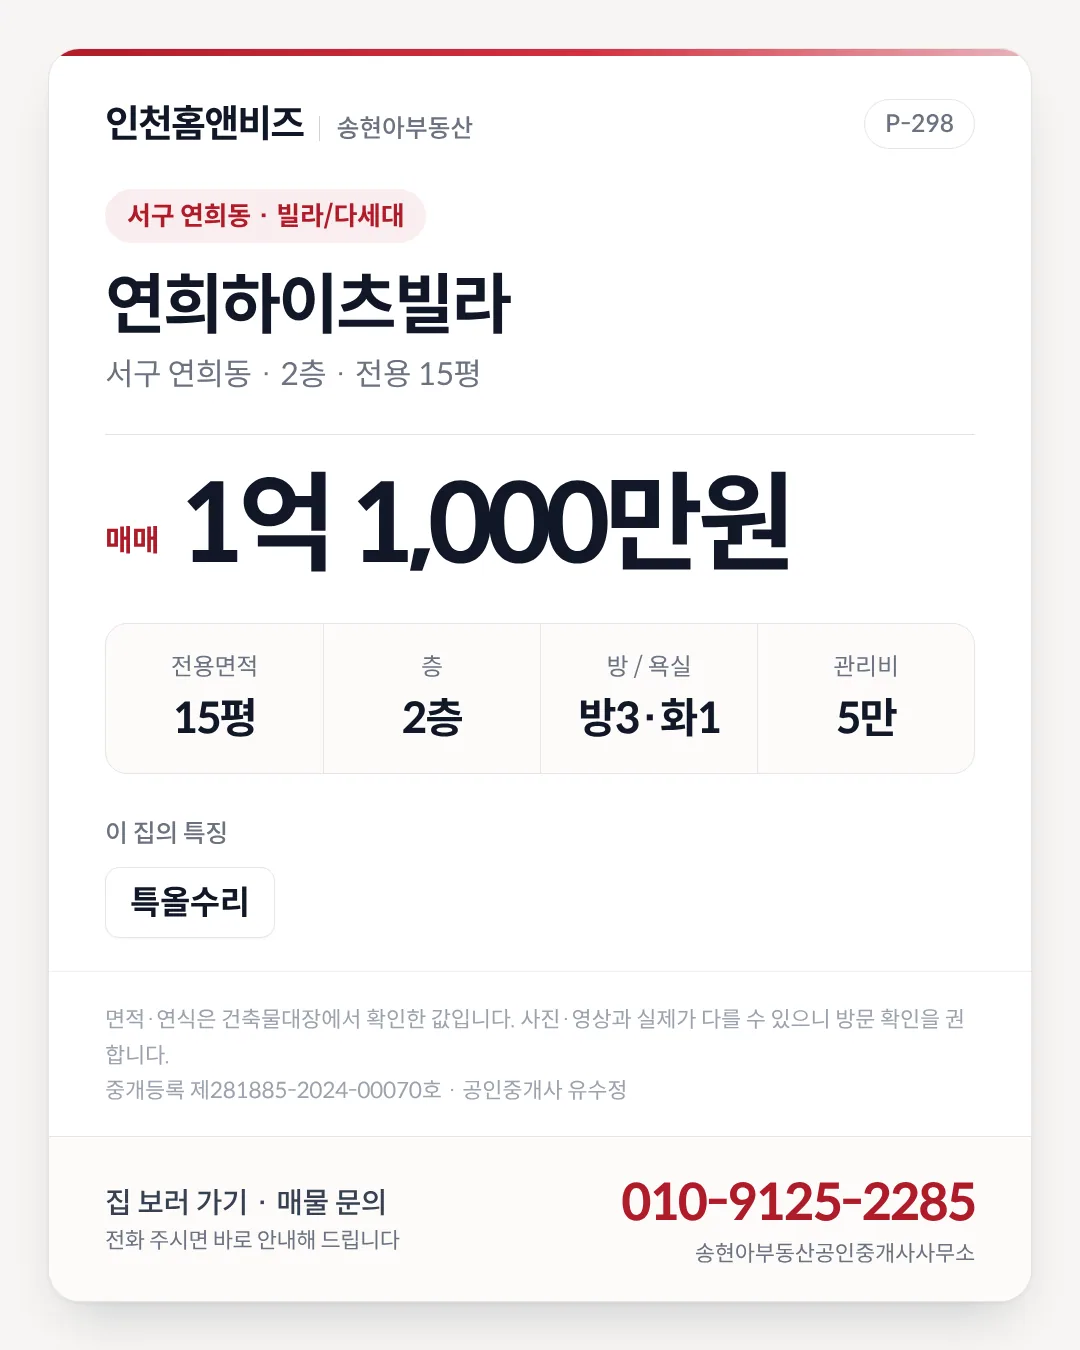 인천홈앤비즈 송현아부동산 P-298
서구 연희동 · 빌라/다세대
연희하이츠빌라
서구 연희동 · 2층 · 전용 15평
매매 1억 1,000만원
전용면적 층 방 / 욕실 관리비
15평 2층 방3·화1 5만
이 집의 특징
특올수리
면적·연식은 건축물대장에서 확인한 값입니다. 사진·영상과 실제가 다를 수 있으니 방문 확인을 권
합니다.
중개등록 제281885-2024-00070호 · 공인중개사 유수정
집 보러 가기 · 매물 문의 010-9125-2285
전화 주시면 바로 안내해 드립니다 송현아부동산공인중개사사무소